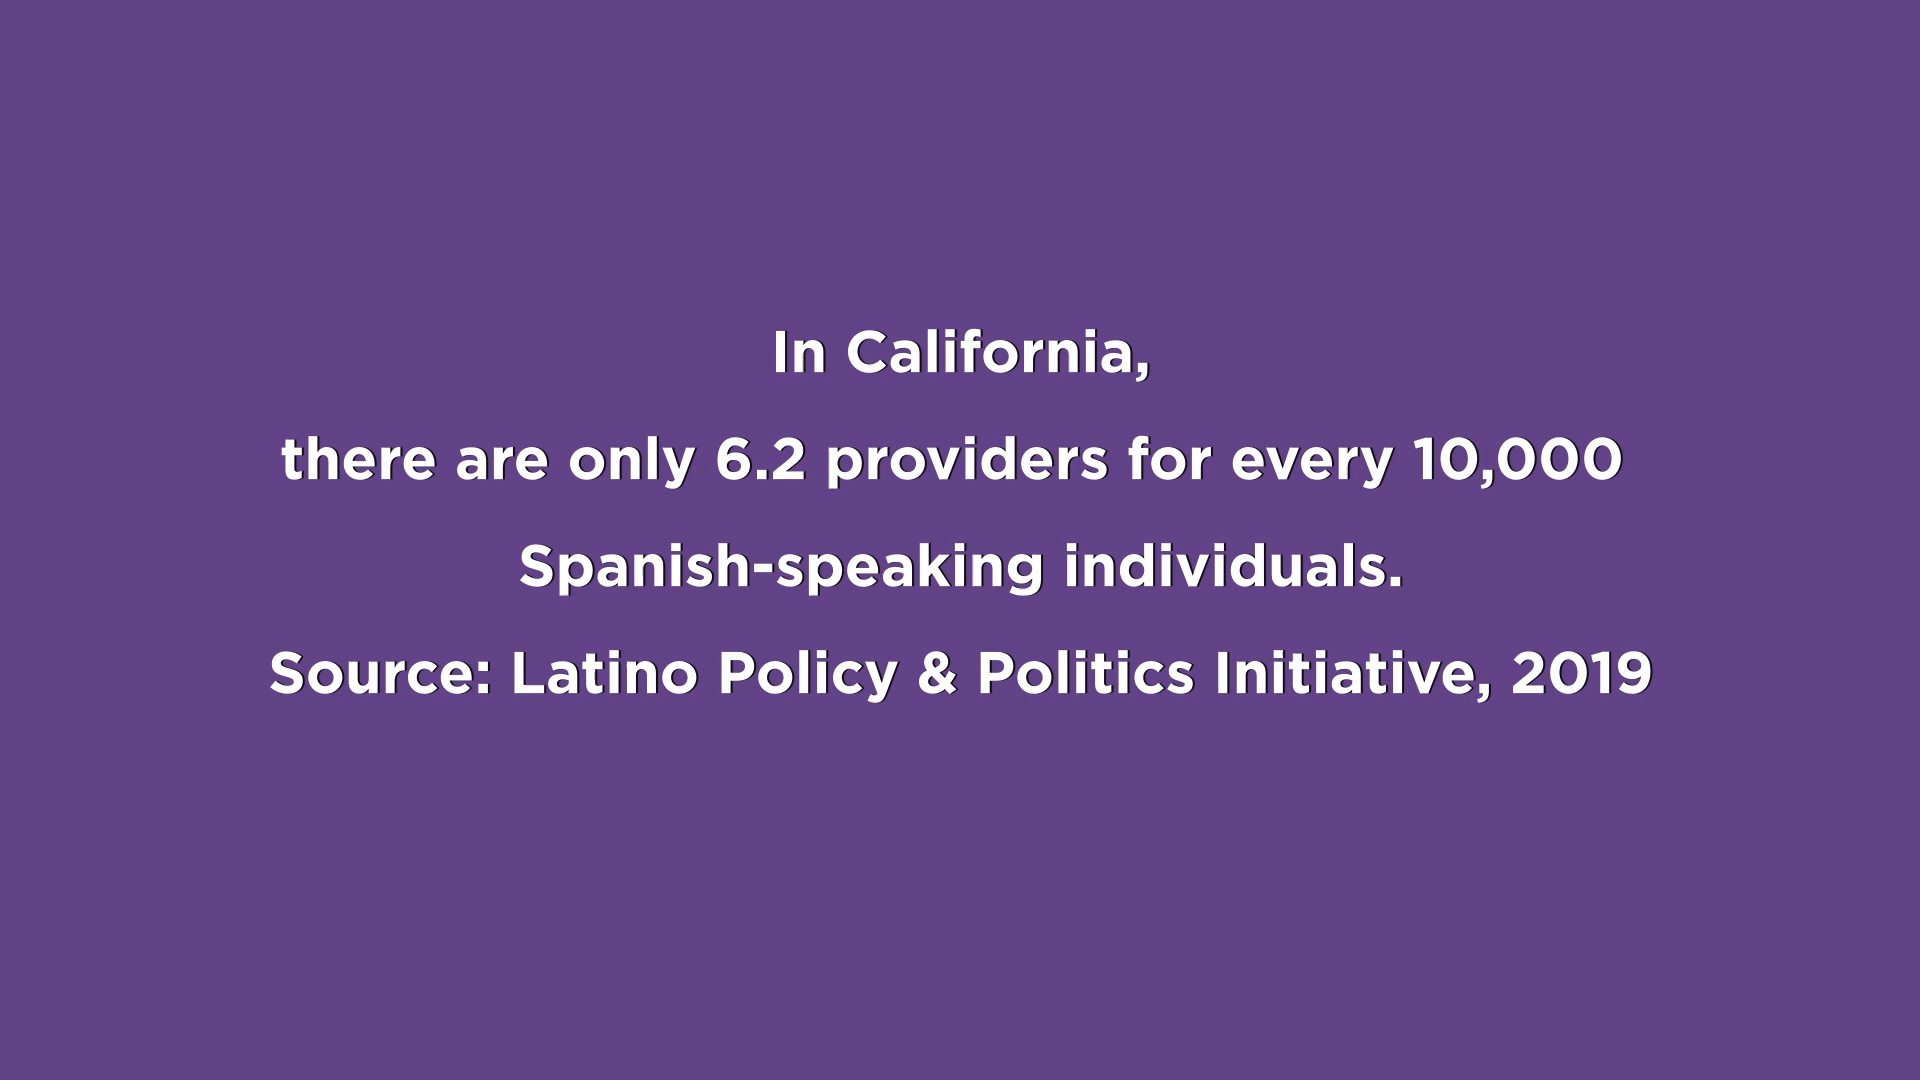 In California,
there are only 6.2 providers for every 10,000
Spanish-speaking individuals.
Source: Latino Policy & Politics Initiative, 2019